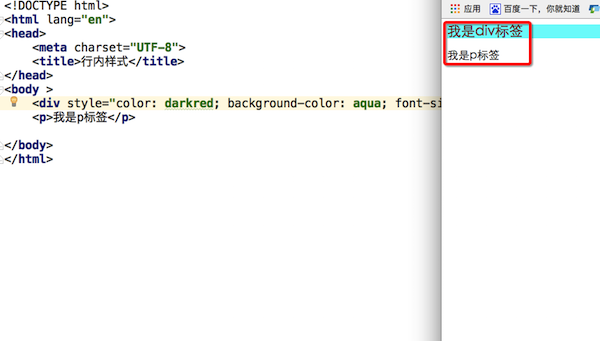 <!DOCTYPE html>
<html lang="en">
<head>
<meta charset="UTF-8">
<title>行内样式</title>
</head>
<body >
<div style="color: darkred; background-color: aqua; font-si
<p>我是p标签</p>
</body>
</html>
应用 百度一下，你就知道
我是div标签
我是p标签